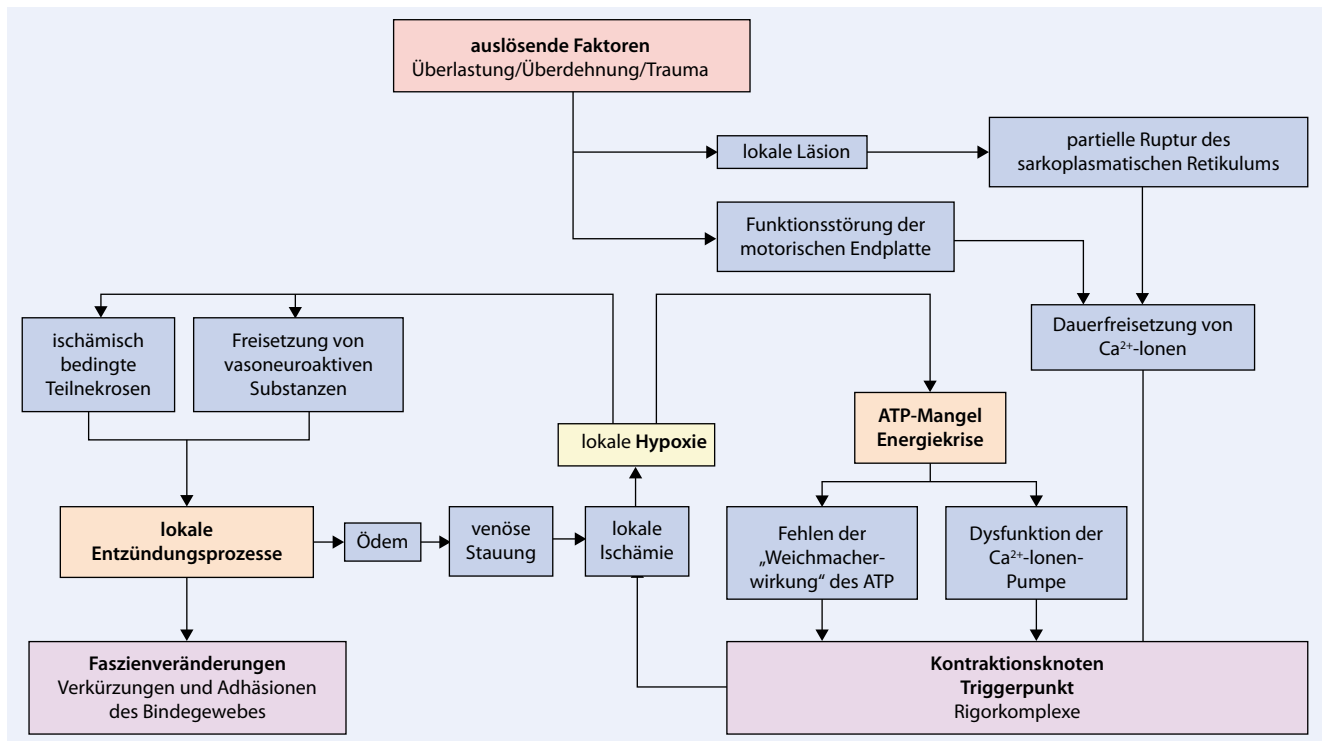 auslösende Faktoren
Überlastung/Überdehnung/Trauma
lokale Läsion
partielle Ruptur des
sarkoplasmatischen Retikulums
Funktionsstörung der
motorischen Endplatte
Dauerfreisetzung von
Ca²⁺-Ionen
ischämisch
bedingte
Teilnekrosen
Freisetzung von
vasoneuroaktiven
Substanzen
lokale Hypoxie
ATP-Mangel
Energiekrise
lokale
Entzündungsprozesse
Ödem
venöse
Stauung
lokale
Ischämie
Fehlen der
„Weichmacher-
wirkung“ des ATP
Dysfunktion der
Ca²⁺-Ionen-
Pumpe
Faszienveränderungen
Verkürzungen und Adhäsionen
des Bindegewebes
Kontraktionsknoten
Triggerpunkt
Rigorkomplexe